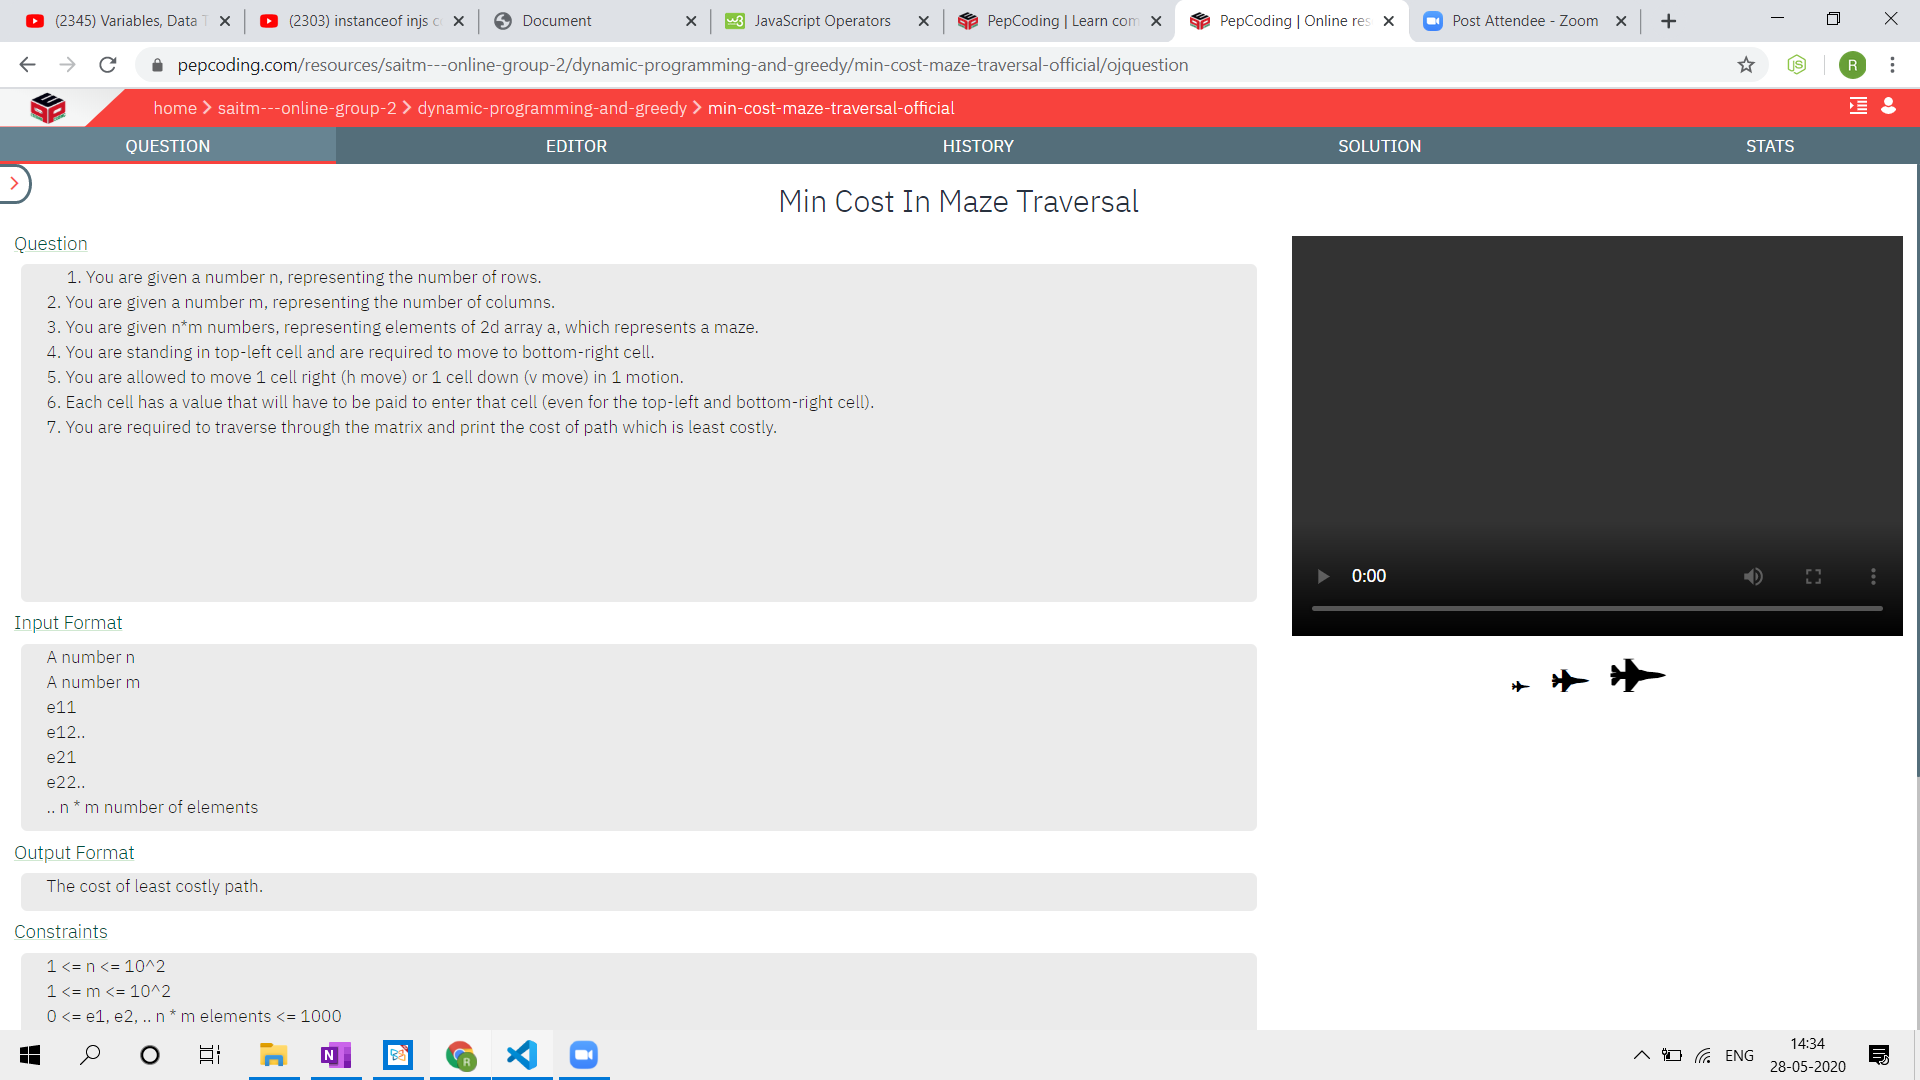 (2345) Variables, Data T
(2303) instanceof injs c
Document
JavaScript Operators
PepCoding | Learn com
PepCoding | Online res
Post Attendee - Zoom
pepcoding.com/resources/saitm---online-group-2/dynamic-programming-and-greedy/min-cost-maze-traversal-official/ojquestion
R
home > saitm---online-group-2 > dynamic-programming-and-greedy > min-cost-maze-traversal-official
QUESTION
EDITOR
HISTORY
SOLUTION
STATS
Min Cost In Maze Traversal
Question
1. You are given a number n, representing the number of rows.
2. You are given a number m, representing the number of columns.
3. You are given n*m numbers, representing elements of 2d array a, which represents a maze.
4. You are standing in top-left cell and are required to move to bottom-right cell.
5. You are allowed to move 1 cell right (h move) or 1 cell down (v move) in 1 motion.
6. Each cell has a value that will have to be paid to enter that cell (even for the top-left and bottom-right cell).
7. You are required to traverse through the matrix and print the cost of path which is least costly.
0:00
Input Format
A number n
A number m
e11
e12..
e21
e22..
.. n * m number of elements
Output Format
The cost of least costly path.
Constraints
1 <= n <= 10^2
1 <= m <= 10^2
0 <= e1, e2, .. n * m elements <= 1000
ENG
14:34
28-05-2020